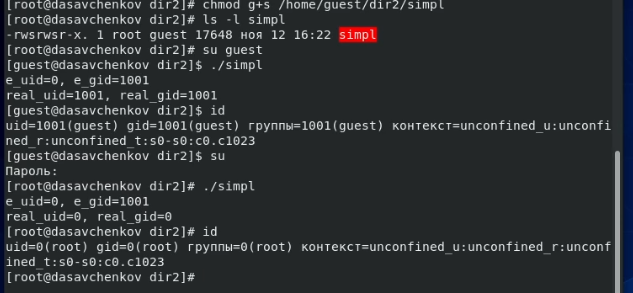 [root@dasavchenkov dir2]# chmod g+s /home/guest/dir2/simpl
[root@dasavchenkov dir2]# ls -l simpl
-rwsrwsr-x. 1 root guest 17648 ноя 12 16:22 simpl
[root@dasavchenkov dir2]# su guest
[guest@dasavchenkov dir2]$ ./simpl
e_uid=0, e_gid=1001
real_uid=1001, real_gid=1001
[guest@dasavchenkov dir2]$ id
uid=1001(guest) gid=1001(guest) группы=1001(guest) контекст=unconfined_u:unconfi
ned_r:unconfined_t:s0-s0:c0.c1023
[guest@dasavchenkov dir2]$ su
Пароль:
[root@dasavchenkov dir2]# ./simpl
e_uid=0, e_gid=1001
real_uid=0, real_gid=0
[root@dasavchenkov dir2]# id
uid=0(root) gid=0(root) группы=0(root) контекст=unconfined_u:unconfined_r:unconf
ined_t:s0-s0:c0.c1023
[root@dasavchenkov dir2]#